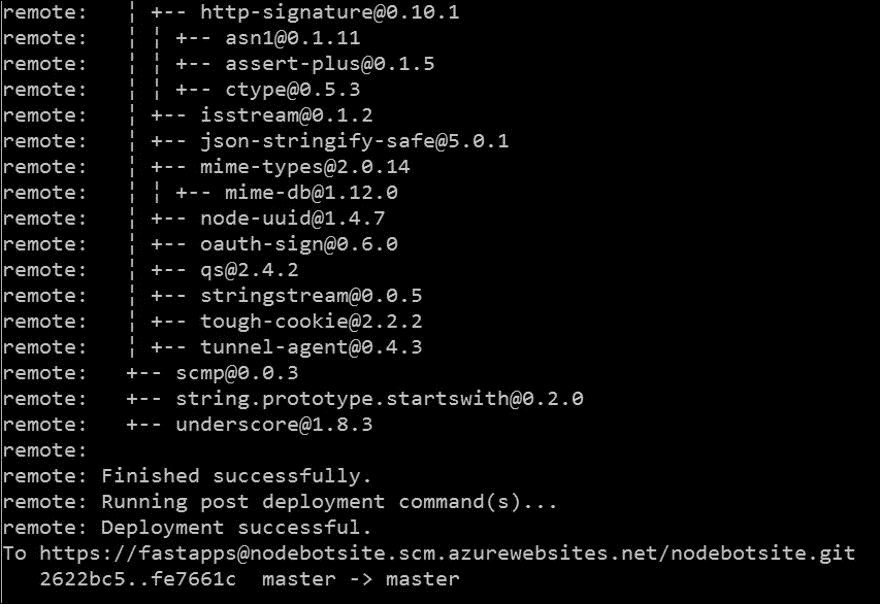 remote:   ¦ +-- http-signature@0.10.1
remote:   ¦ ¦ +-- asn1@0.1.11
remote:   ¦ ¦ +-- assert-plus@0.1.5
remote:   ¦ ¦ +-- ctype@0.5.3
remote:   ¦ +-- isstream@0.1.2
remote:   ¦ +-- json-stringify-safe@5.0.1
remote:   ¦ +-- mime-types@2.0.14
remote:   ¦ ¦ +-- mime-db@1.12.0
remote:   ¦ +-- node-uuid@1.4.7
remote:   ¦ +-- oauth-sign@0.6.0
remote:   ¦ +-- qs@2.4.2
remote:   ¦ +-- stringstream@0.0.5
remote:   ¦ +-- tough-cookie@2.2.2
remote:   ¦ +-- tunnel-agent@0.4.3
remote:   +-- scmp@0.0.3
remote:   +-- string.prototype.startswith@0.2.0
remote:   +-- underscore@1.8.3
remote:
remote: Finished successfully.
remote: Running post deployment command(s)...
remote: Deployment successful.
To https://fastapps@nodebotsite.scm.azurewebsites.net/nodebotsite.git
   2622bc5..fe7661c  master -> master